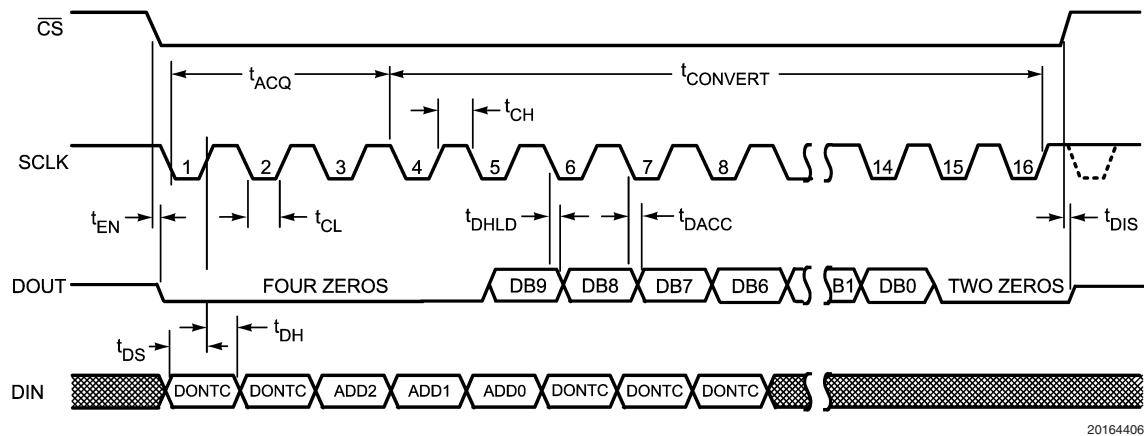 CS
tACQ
tCONVERT
tCH
SCLK
1 2 3 4 5 6 7 8 14 15 16
tEN
tCL
tDHLD
tDACC
tDIS
DOUT
FOUR ZEROS
DB9 DB8 DB7 DB6 B1 DB0
TWO ZEROS
tDS
tDH
DIN
DONTC DONTC ADD2 ADD1 ADD0 DONTC DONTC DONTC
20164406